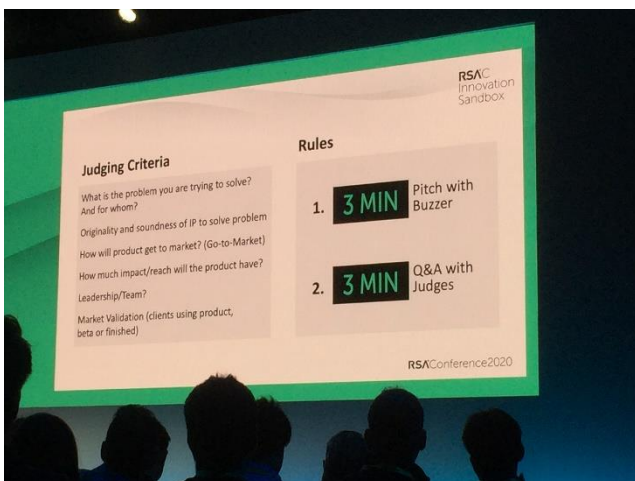 RSAC
Innovation
Sandbox
Judging Criteria
What is the problem you are trying to solve?
And for whom?
Originality and soundness of IP to solve problem
How will product get to market? (Go-to-Market)
How much impact/reach will the product have?
Leadership/Team?
Market Validation (clients using product,
beta or finished)
Rules
1. 3 MIN Pitch with
Buzzer
2. 3 MIN Q&A with
Judges
RSAConference2020